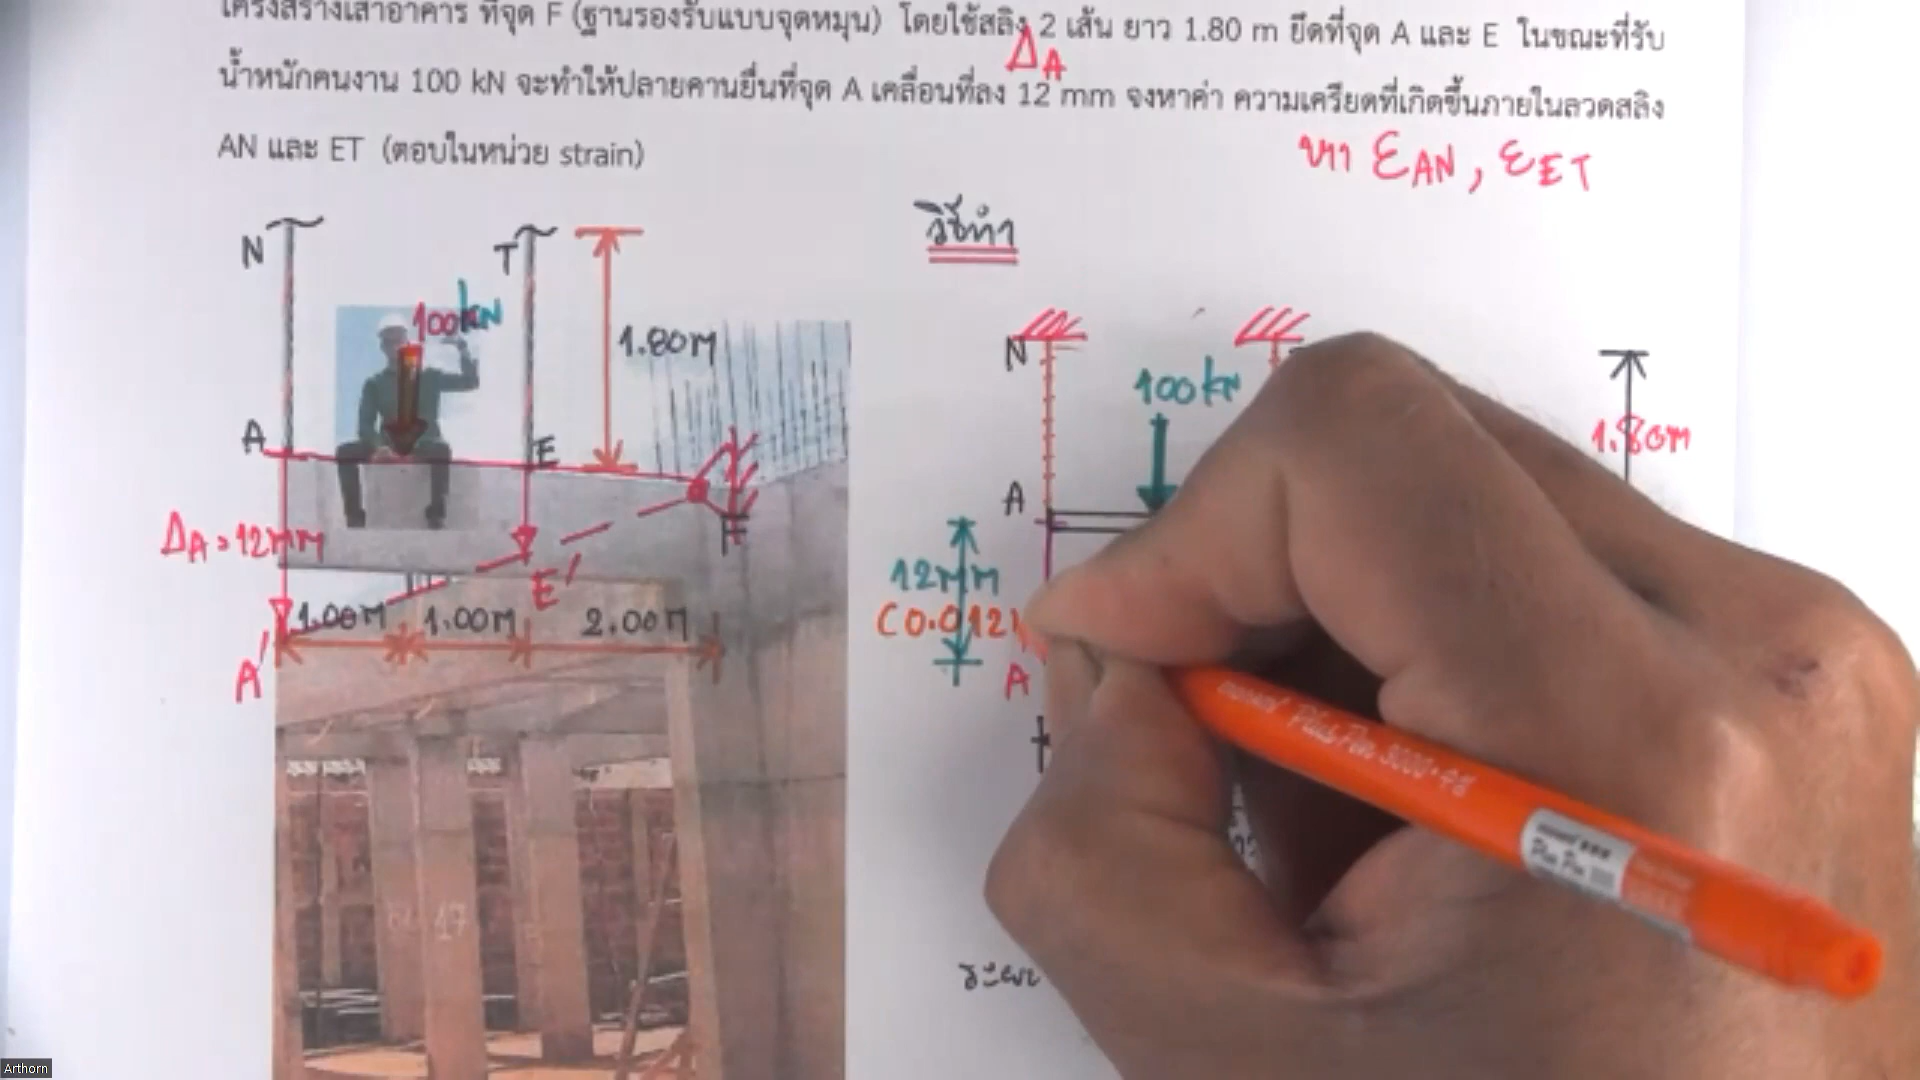 โครงสร้างเสาอาคาร ที่จุด F (ฐานรองรับแบบจุดหมุน) โดยใช้สลิง 2 เส้น ยาว 1.80 m ยึดที่จุด A และ E ในขณะที่รับ
ΔA
น้ำหนักคนงาน 100 kN จะทำให้ปลายคานยื่นที่จุด A เคลื่อนที่ลง 12 mm จงหาค่า ความเครียดที่เกิดขึ้นภายในลวดสลิง
AN และ ET (ตอบในหน่วย strain)
หา εAN, εET
วิธีทำ
N
T
100kN
1.80m
A
E
F
ΔA = 12mm
E'
1.00m
1.00m
2.00m
A'
17
N
100kN
1.80m
A
12mm
(0.012
A
Arthorn